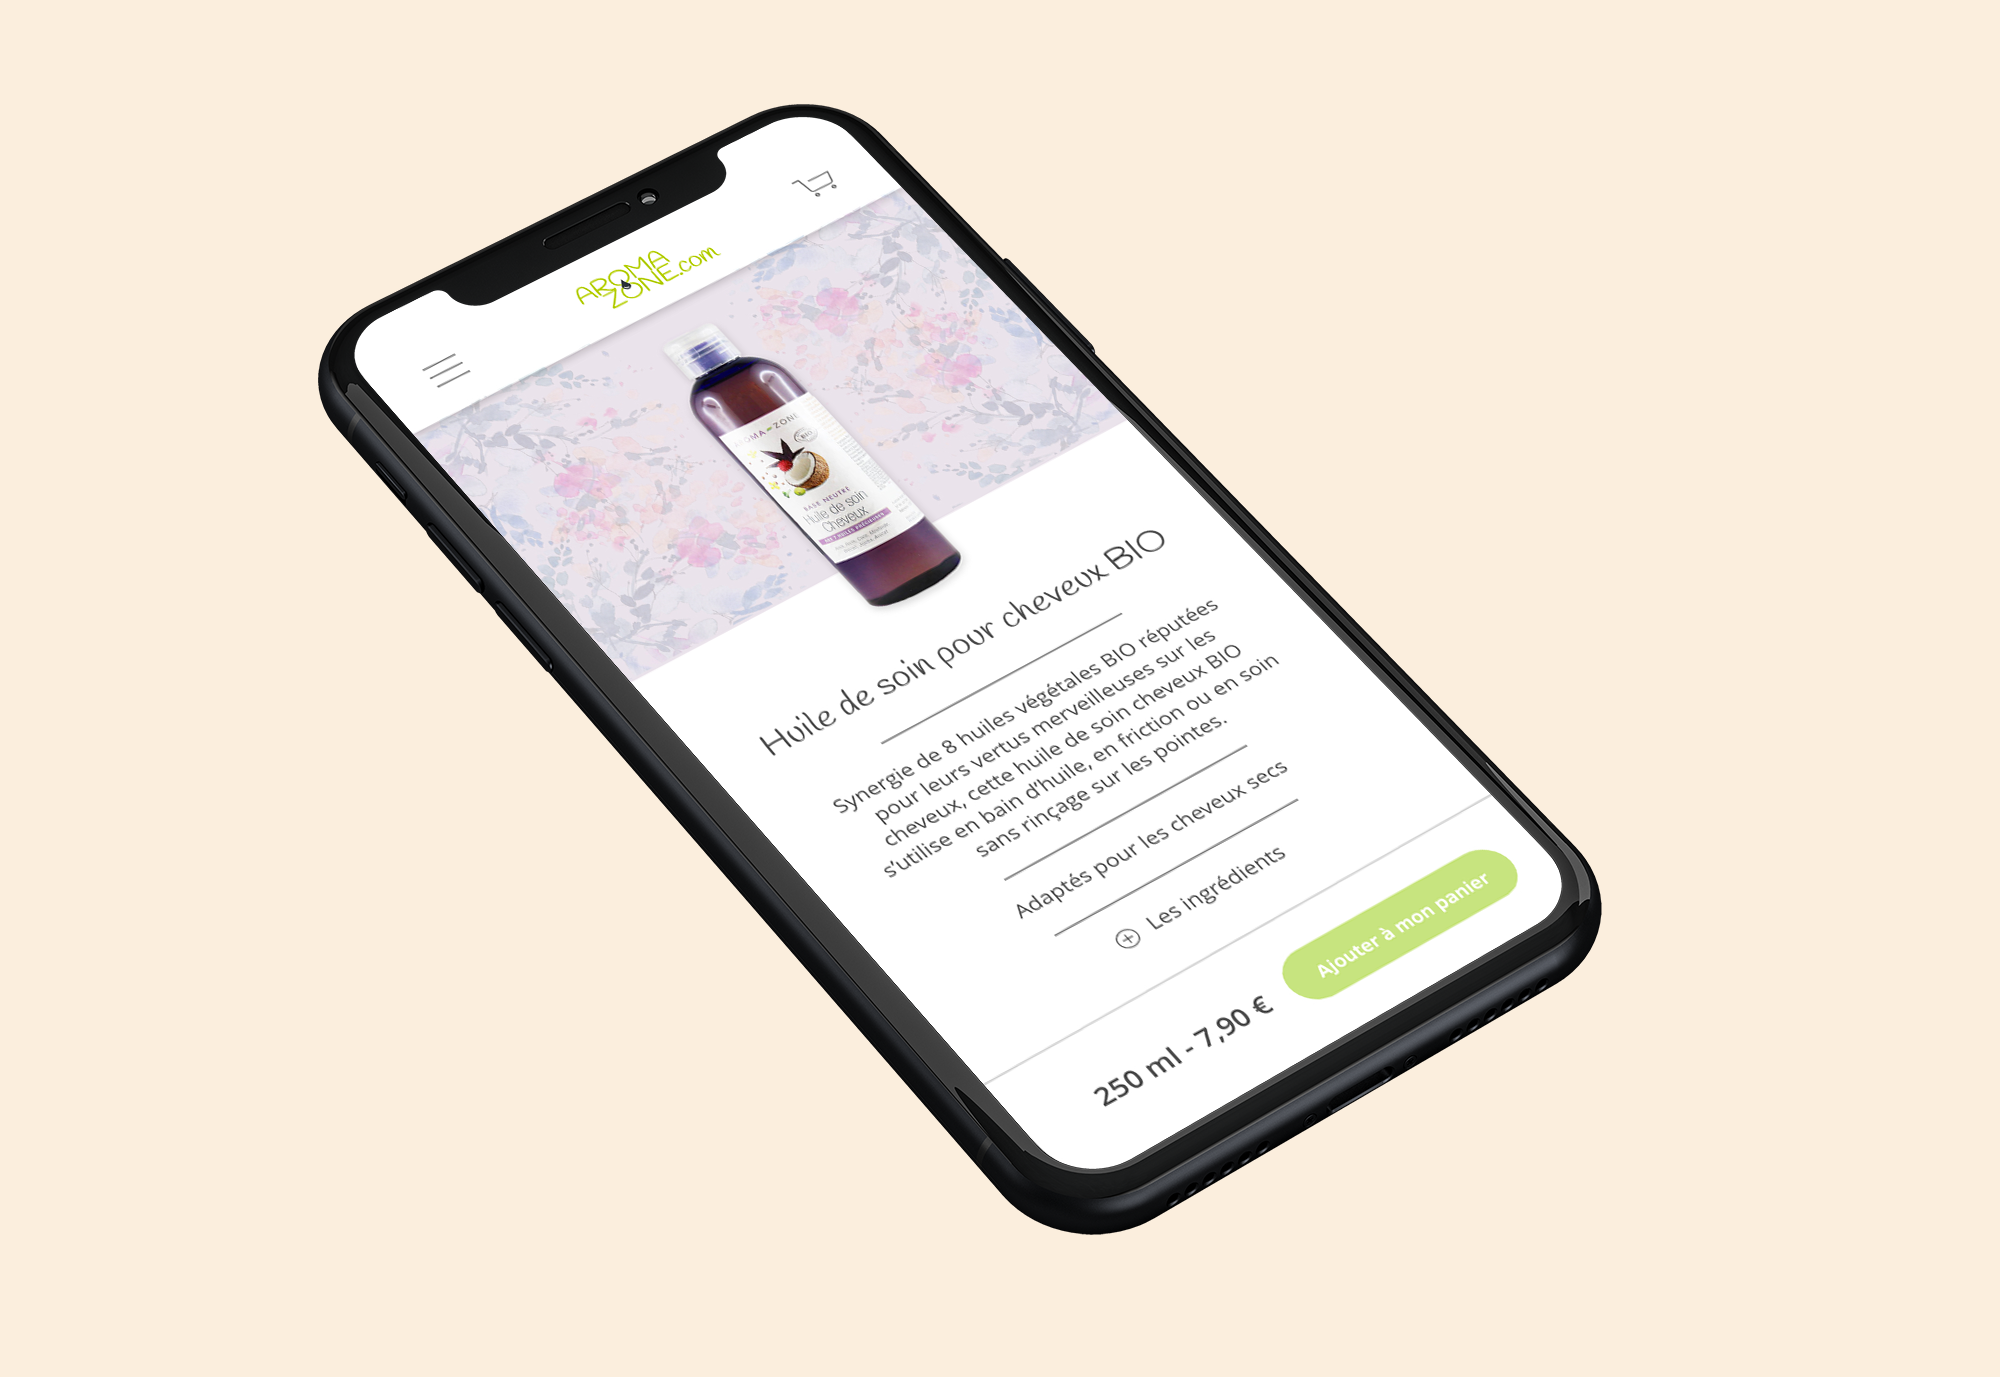 AROMA
ZONE.com
AROMA-ZONE
BIO
BASE NEUTRE
Huile de soin
Cheveux
Huile de soin pour cheveux BIO
Synergie de 8 huiles végétales BIO réputées
pour leurs vertus merveilleuses sur les
cheveux, cette huile de soin cheveux BIO
s'utilise en bain d'huile, en friction ou en soin
sans rinçage sur les pointes.
Adaptés pour les cheveux secs
Les ingrédients
250 ml - 7,90 €
Ajouter à mon panier